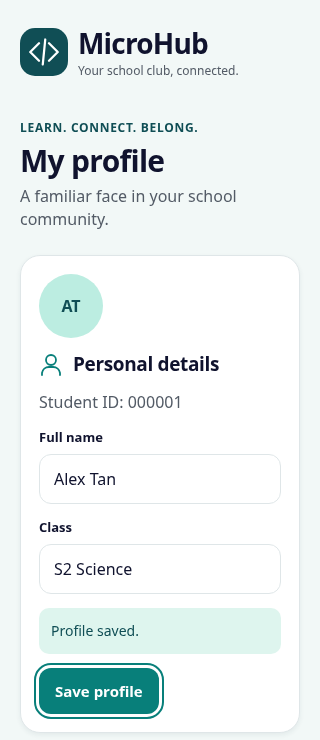 MicroHub
Your school club, connected.
LEARN. CONNECT. BELONG.
My profile
A familiar face in your school
community.
AT
Personal details
Student ID: 000001
Full name
Alex Tan
Class
S2 Science
Profile saved.
Save profile